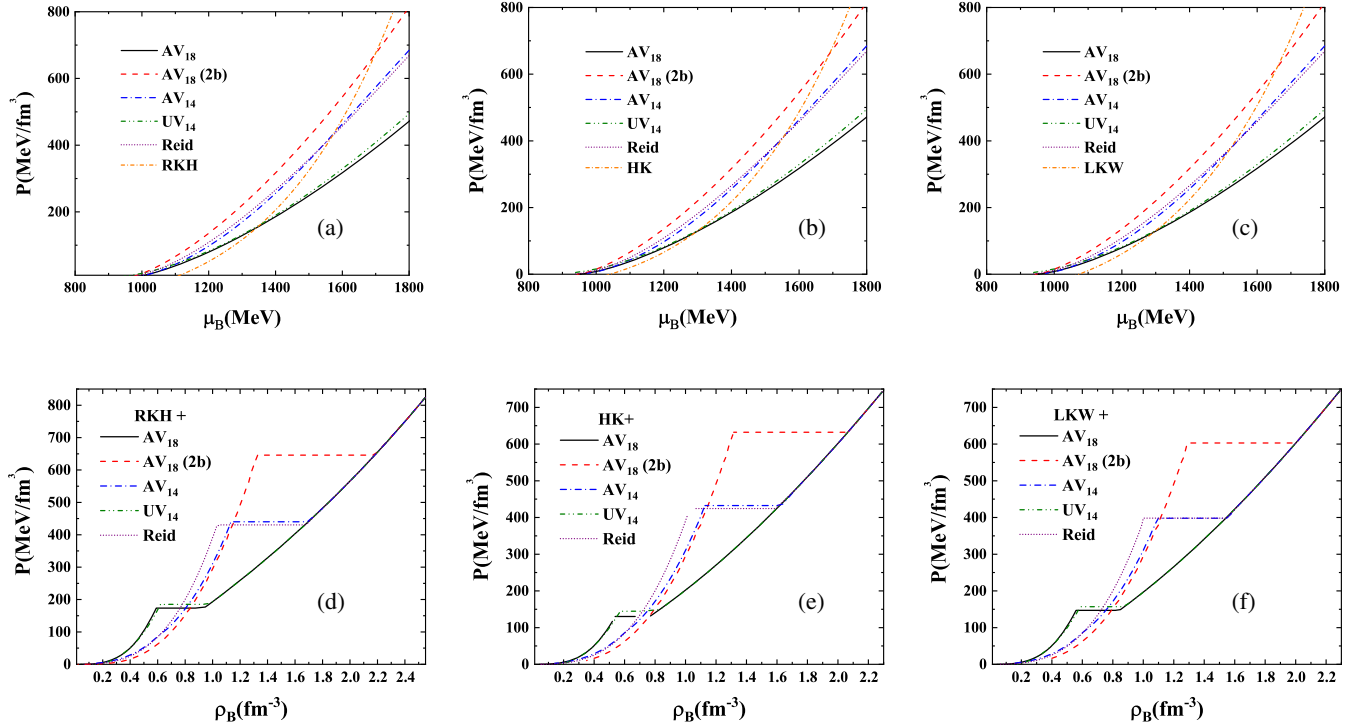 P(MeV/fm³)
800
600
400
200
AV₁₈
AV₁₈ (2b)
AV₁₄
UV₁₄
Reid
RKH
(a)
800 1000 1200 1400 1600 1800
μ_B(MeV)
P(MeV/fm³)
800
600
400
200
0
AV₁₈
AV₁₈ (2b)
AV₁₄
UV₁₄
Reid
HK
(b)
800 1000 1200 1400 1600 1800
μ_B(MeV)
P(MeV/fm³)
800
600
400
200
0
AV₁₈
AV₁₈ (2b)
AV₁₄
UV₁₄
Reid
LKW
(c)
800 1000 1200 1400 1600 1800
μ_B(MeV)
P(MeV/fm³)
800
700
600
500
400
300
200
100
0
RKH +
AV₁₈
AV₁₈ (2b)
AV₁₄
UV₁₄
Reid
(d)
0.2 0.4 0.6 0.8 1.0 1.2 1.4 1.6 1.8 2.0 2.2 2.4
ρ_B(fm⁻³)
P(MeV/fm³)
700
600
500
400
300
200
100
0
HK+
AV₁₈
AV₁₈ (2b)
AV₁₄
UV₁₄
Reid
(e)
0.2 0.4 0.6 0.8 1.0 1.2 1.4 1.6 1.8 2.0 2.2
ρ_B(fm⁻³)
P(MeV/fm³)
700
600
500
400
300
200
100
0
LKW +
AV₁₈
AV₁₈ (2b)
AV₁₄
UV₁₄
Reid
(f)
0.2 0.4 0.6 0.8 1.0 1.2 1.4 1.6 1.8 2.0 2.2
ρ_B(fm⁻³)